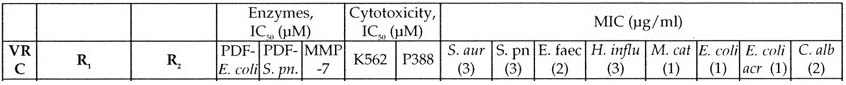 Enzymes, IC₅₀ (µM) Cytotoxicity, IC₅₀ (µM) MIC (µg/ml)
VRC R₁ R₂ PDF-E. coli PDF-S. pn. MMP-7 K562 P388 S. aur (3) S. pn (3) E. faec (2) H. influ (3) M. cat (1) E. coli (1) E. coli acr (1) C. alb (2)